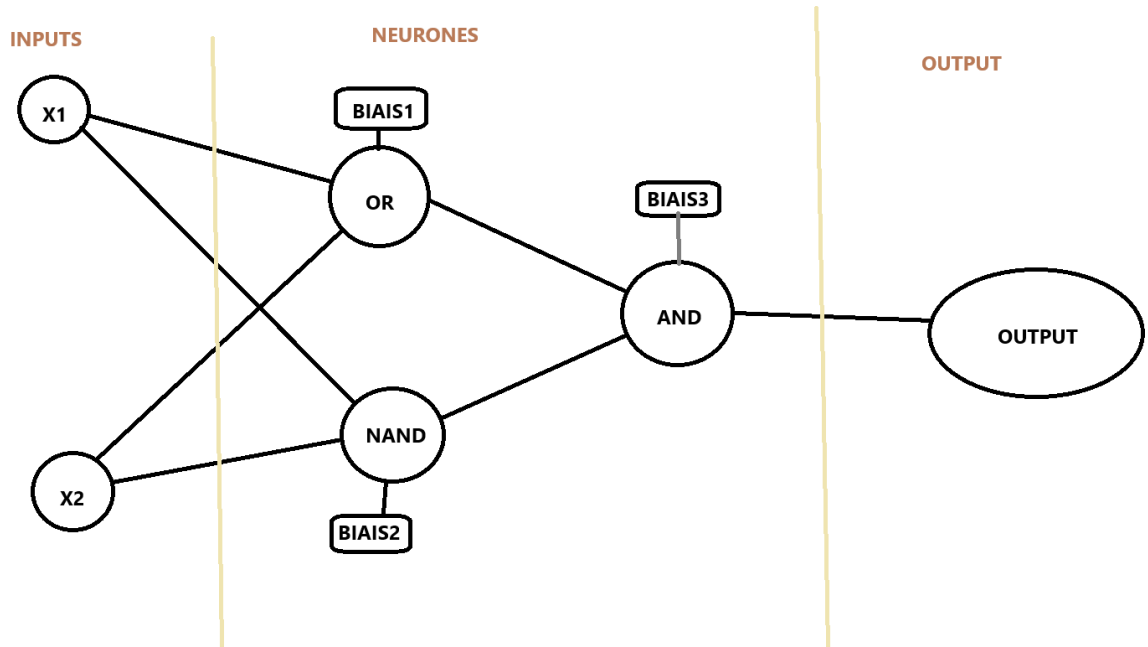 INPUTS
NEURONES
OUTPUT
X1
BIAIS1
OR
BIAIS3
AND
OUTPUT
NAND
X2
BIAIS2